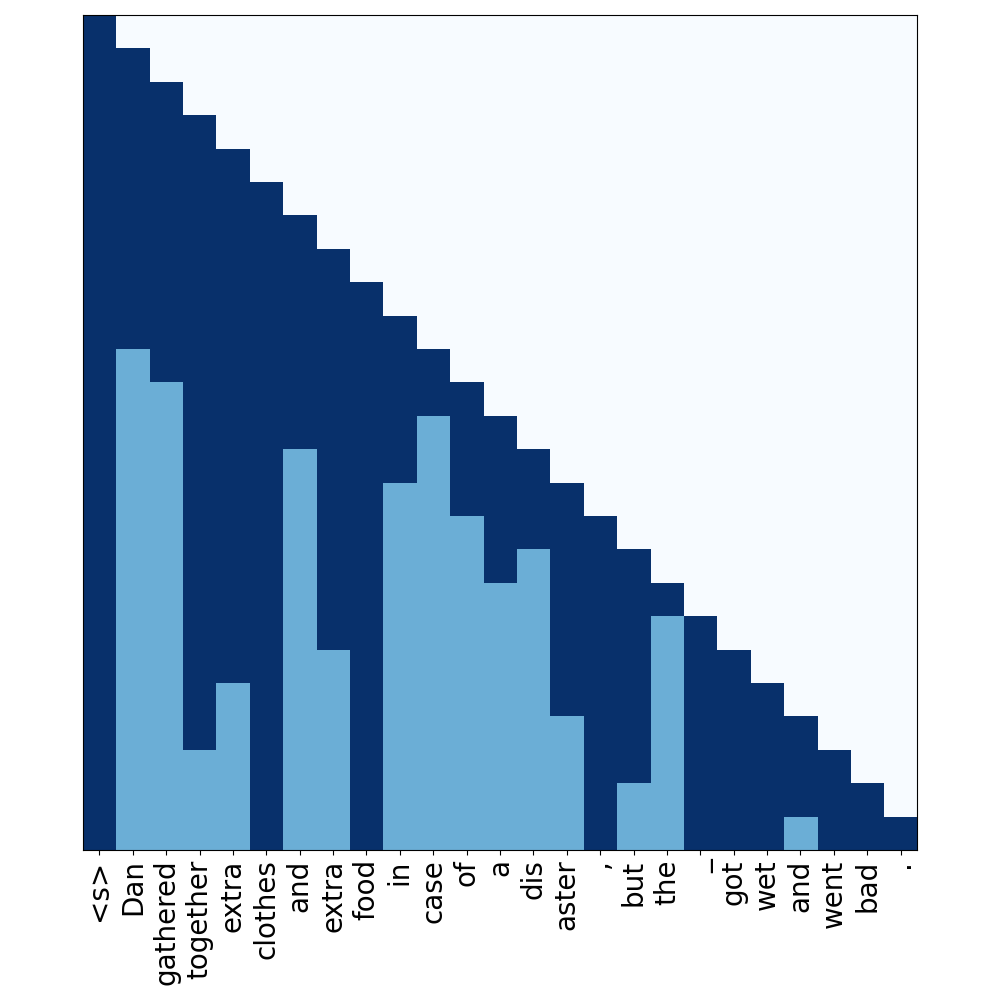 <s> Dan gathered together extra clothes and extra food in case of a dis aster , but the _ got wet and went bad .